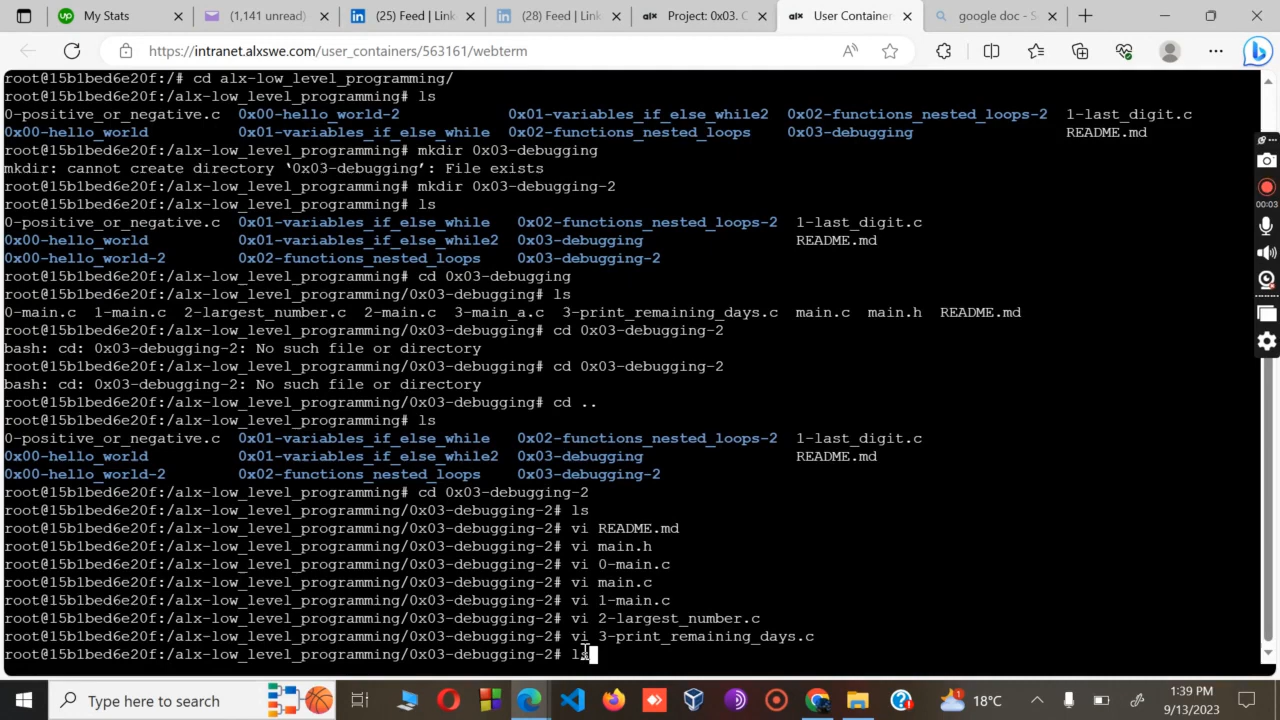 My Stats
(1,141 unread)
(25) Feed | Link
(28) Feed | Link
Project: 0x03. C
User Container
google doc - S
https://intranet.alxswe.com/user_containers/563161/webterm
root@15b1bed6e20f:/# cd alx-low_level_programming/
root@15b1bed6e20f:/alx-low_level_programming# ls
0-positive_or_negative.c 0x00-hello_world-2 0x01-variables_if_else_while2 0x02-functions_nested_loops-2 1-last_digit.c
0x00-hello_world 0x01-variables_if_else_while 0x02-functions_nested_loops 0x03-debugging README.md
root@15b1bed6e20f:/alx-low_level_programming# mkdir 0x03-debugging
mkdir: cannot create directory ‘0x03-debugging’: File exists
root@15b1bed6e20f:/alx-low_level_programming# mkdir 0x03-debugging-2
root@15b1bed6e20f:/alx-low_level_programming# ls
0-positive_or_negative.c 0x01-variables_if_else_while 0x02-functions_nested_loops-2 1-last_digit.c
0x00-hello_world 0x01-variables_if_else_while2 0x03-debugging README.md
0x00-hello_world-2 0x02-functions_nested_loops 0x03-debugging-2
root@15b1bed6e20f:/alx-low_level_programming# cd 0x03-debugging
root@15b1bed6e20f:/alx-low_level_programming/0x03-debugging# ls
0-main.c 1-main.c 2-largest_number.c 2-main.c 3-main_a.c 3-print_remaining_days.c main.c main.h README.md
root@15b1bed6e20f:/alx-low_level_programming/0x03-debugging# cd 0x03-debugging-2
bash: cd: 0x03-debugging-2: No such file or directory
root@15b1bed6e20f:/alx-low_level_programming/0x03-debugging# cd 0x03-debugging-2
bash: cd: 0x03-debugging-2: No such file or directory
root@15b1bed6e20f:/alx-low_level_programming/0x03-debugging# cd ..
root@15b1bed6e20f:/alx-low_level_programming# ls
0-positive_or_negative.c 0x01-variables_if_else_while 0x02-functions_nested_loops-2 1-last_digit.c
0x00-hello_world 0x01-variables_if_else_while2 0x03-debugging README.md
0x00-hello_world-2 0x02-functions_nested_loops 0x03-debugging-2
root@15b1bed6e20f:/alx-low_level_programming# cd 0x03-debugging-2
root@15b1bed6e20f:/alx-low_level_programming/0x03-debugging-2# ls
root@15b1bed6e20f:/alx-low_level_programming/0x03-debugging-2# vi README.md
root@15b1bed6e20f:/alx-low_level_programming/0x03-debugging-2# vi main.h
root@15b1bed6e20f:/alx-low_level_programming/0x03-debugging-2# vi 0-main.c
root@15b1bed6e20f:/alx-low_level_programming/0x03-debugging-2# vi main.c
root@15b1bed6e20f:/alx-low_level_programming/0x03-debugging-2# vi 1-main.c
root@15b1bed6e20f:/alx-low_level_programming/0x03-debugging-2# vi 2-largest_number.c
root@15b1bed6e20f:/alx-low_level_programming/0x03-debugging-2# vi 3-print_remaining_days.c
root@15b1bed6e20f:/alx-low_level_programming/0x03-debugging-2# ls
00:03
Type here to search
18°C
1:39 PM
9/13/2023